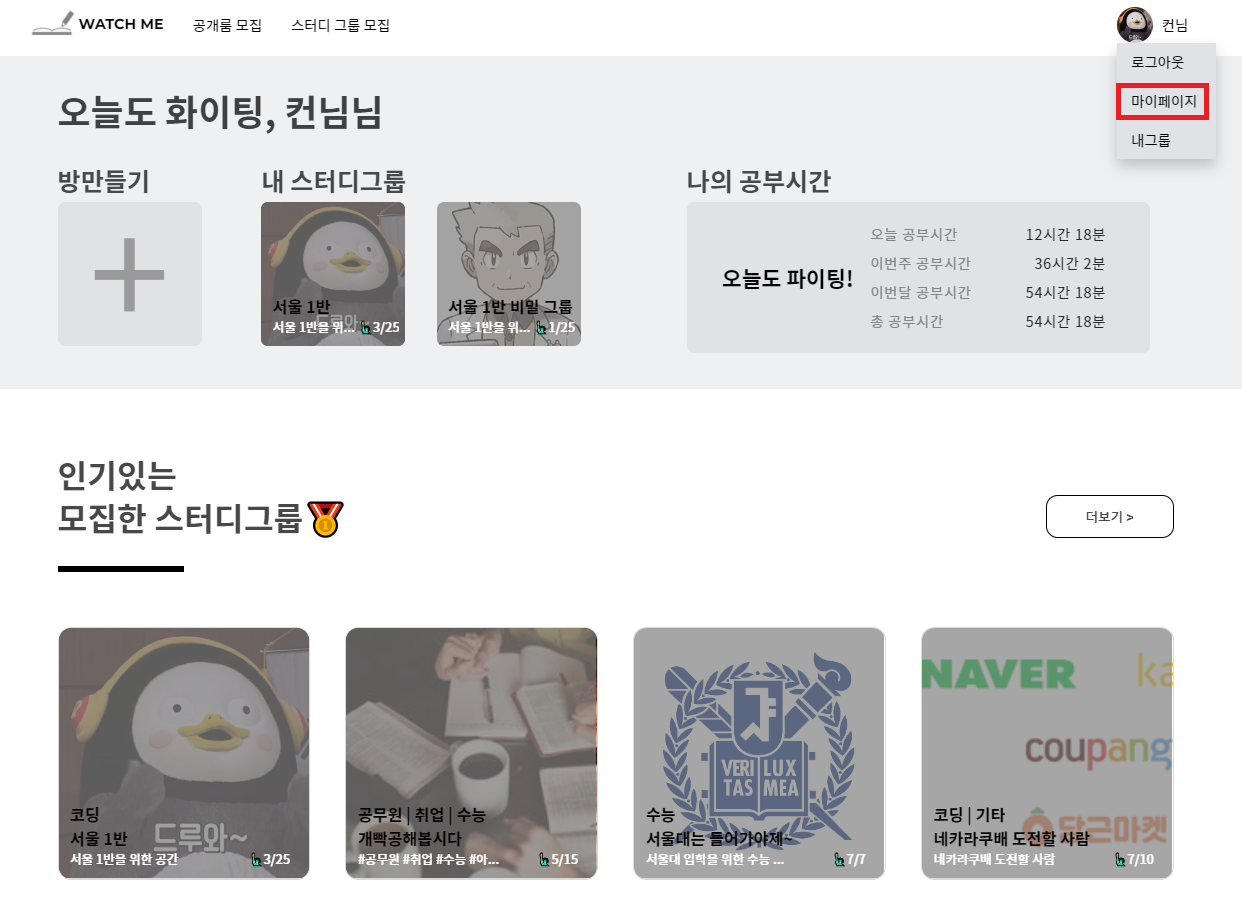 WATCH ME
공개룸 모집
스터디 그룹 모집
컨님
로그아웃
마이페이지
내그룹
오늘도 화이팅, 컨님님
방만들기
내 스터디그룹
나의 공부시간
서울 1반
서울 1반을 위... 3/25
서울 1반 비밀 그룹
서울 1반을 위... 1/25
오늘도 파이팅!
오늘 공부시간 12시간 18분
이번주 공부시간 36시간 2분
이번달 공부시간 54시간 18분
총 공부시간 54시간 18분
인기있는
모집한 스터디그룹
더보기 >
드루와~
코딩
서울 1반
서울 1반을 위한 공간 3/25
공무원 | 취업 | 수능
개빡공해봅시다
#공무원 #취업 #수능 #아... 5/15
VERI LUX
TAS MEA
수능
서울대는 들어가야제~
서울대 입학을 위한 수능 ... 7/7
NAVER
ka
coupang
당근마켓
코딩 | 기타
네카라쿠배 도전할 사람
네카라쿠배 도전할 사람 7/10